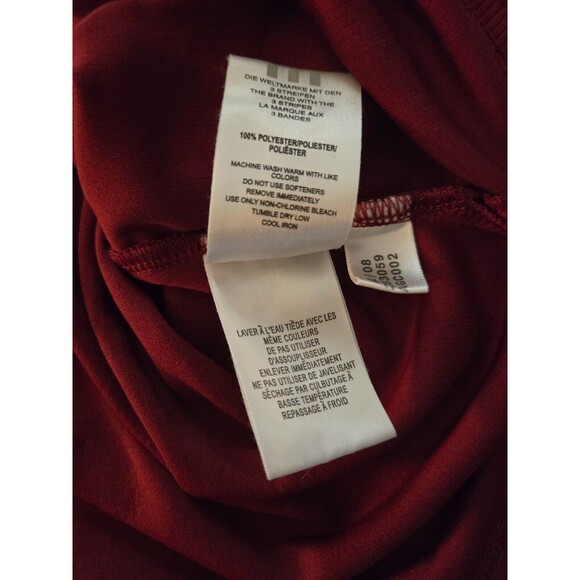 DIE WELTMARKE MIT DEN
3 STREIFEN
THE BRAND WITH THE
3 STRIPES
LA MARQUE AUX
3 BANDES
100% POLYESTER/POLIESTER/
POLIÉSTER
MACHINE WASH WARM WITH LIKE
COLORS
DO NOT USE SOFTENERS
REMOVE IMMEDIATELY
USE ONLY NON-CHLORINE BLEACH
TUMBLE DRY LOW
COOL IRON
/08
3059
GC002
LAVER À L'EAU TIÈDE AVEC LES
MÊME COULEURS
DE PAS UTILISER
D'ASSOUPLISSEUR
ENLEVER IMMÉDIATEMENT
NE PAS UTILISER DE JAVELISANT
SÉCHAGE PAR CULBUTAGE À
BASSE TEMPÉRATURE
REPASSAGE À FROID